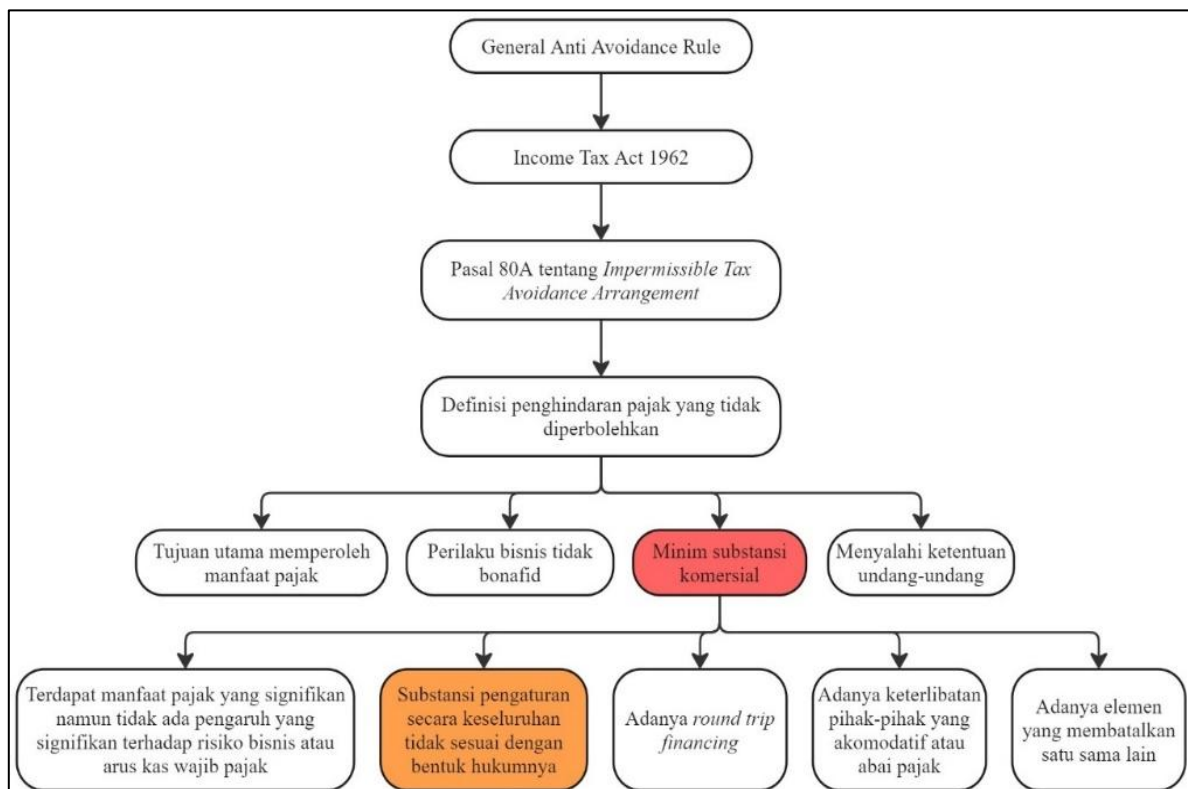 General Anti Avoidance Rule
Income Tax Act 1962
Pasal 80A tentang Impermissible Tax
Avoidance Arrangement
Definisi penghindaran pajak yang tidak
diperbolehkan
Tujuan utama memperoleh
manfaat pajak
Perilaku bisnis tidak
bonafid
Minim substansi
komersial
Menyalahi ketentuan
undang-undang
Terdapat manfaat pajak yang signifikan
namun tidak ada pengaruh yang
signifikan terhadap risiko bisnis atau
arus kas wajib pajak
Substansi pengaturan
secara keseluruhan
tidak sesuai dengan
bentuk hukumnya
Adanya round trip
financing
Adanya keterlibatan
pihak-pihak yang
akomodatif atau
abai pajak
Adanya elemen
yang membatalkan
satu sama lain